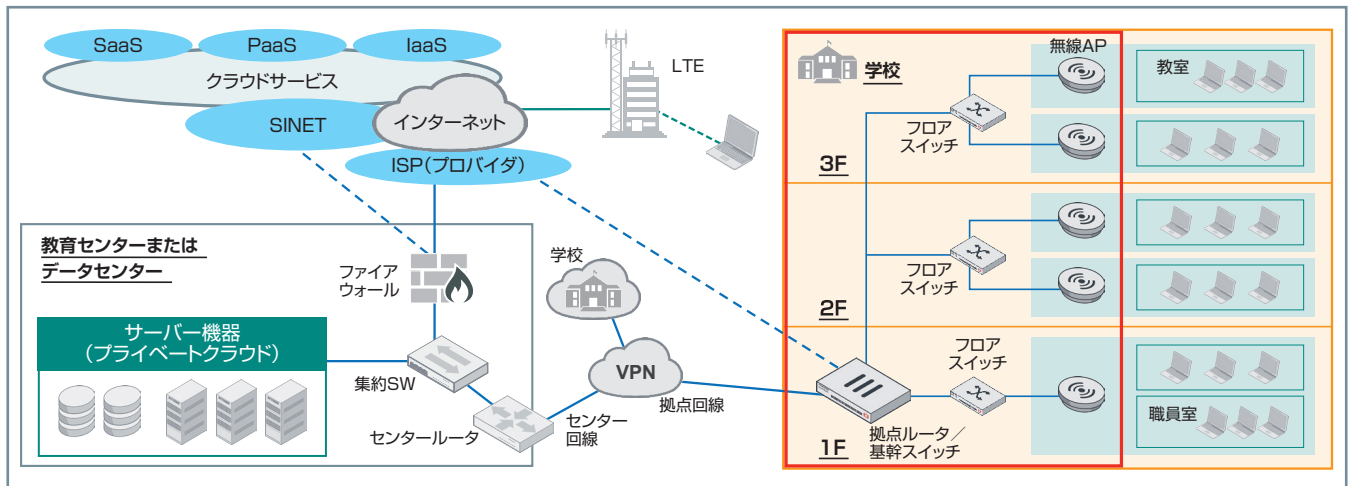 SaaS
PaaS
IaaS
クラウドサービス
SINET
インターネット
ISP(プロバイダ)
LTE
教育センターまたは
データセンター
ファイア
ウォール
サーバー機器
(プライベートクラウド)
集約SW
センタールータ
センター
回線
学校
VPN
拠点回線
学校
無線AP
教室
フロア
スイッチ
3F
フロア
スイッチ
2F
フロア
スイッチ
職員室
拠点ルータ/
基幹スイッチ
1F